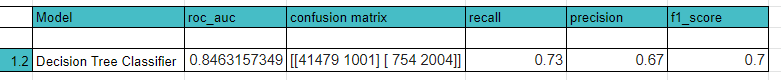 Model roc_auc confusion matrix recall precision f1_score
1.2 Decision Tree Classifier 0.8463157349 [[41479 1001] [ 754 2004]] 0.73 0.67 0.7